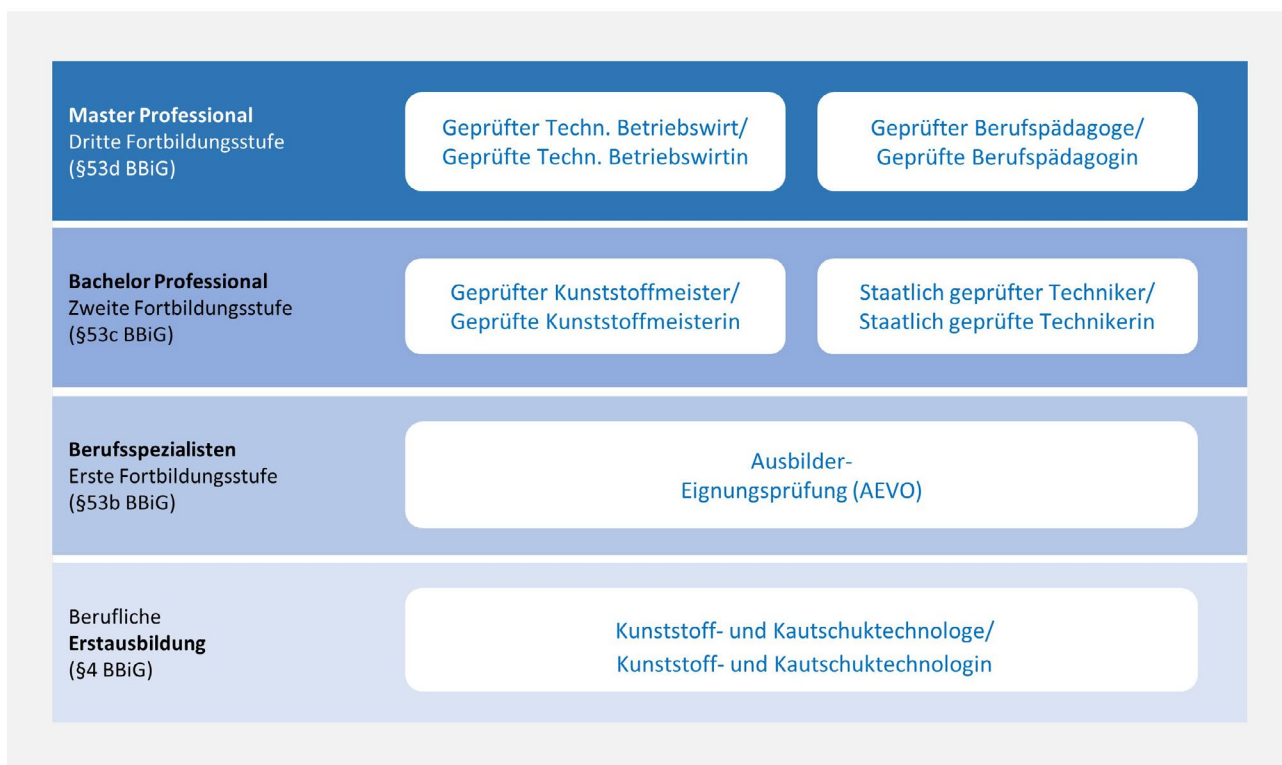 Master Professional
Dritte Fortbildungsstufe
(§53d BBiG)
Geprüfter Techn. Betriebswirt/
Geprüfte Techn. Betriebswirtin
Geprüfter Berufspädagoge/
Geprüfte Berufspädagogin
Bachelor Professional
Zweite Fortbildungsstufe
(§53c BBiG)
Geprüfter Kunststoffmeister/
Geprüfte Kunststoffmeisterin
Staatlich geprüfter Techniker/
Staatlich geprüfte Technikerin
Berufsspezialisten
Erste Fortbildungsstufe
(§53b BBiG)
Ausbilder-
Eignungsprüfung (AEVO)
Berufliche
Erstausbildung
(§4 BBiG)
Kunststoff- und Kautschuktechnologe/
Kunststoff- und Kautschuktechnologin